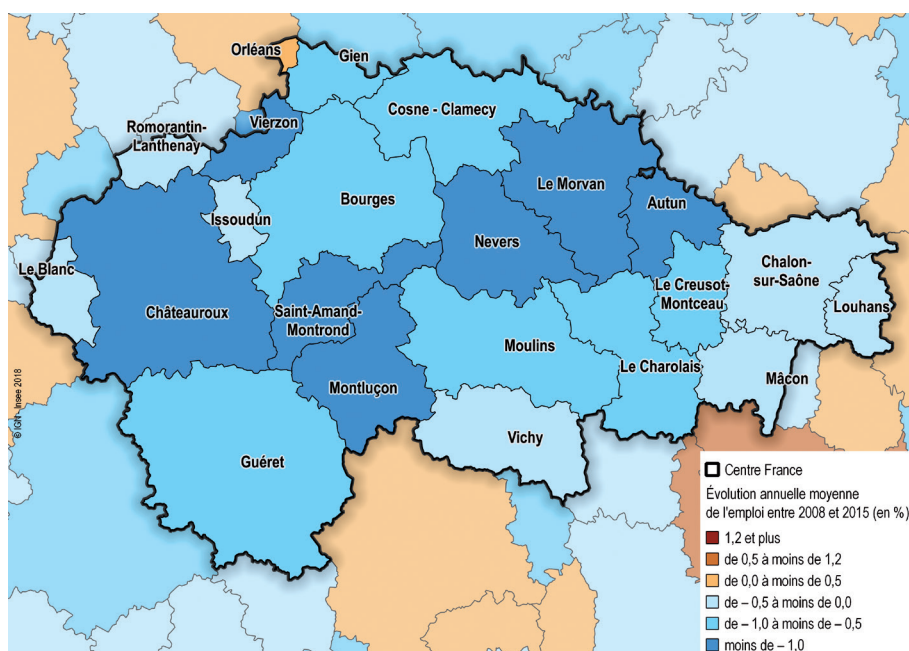 Orléans
Gien
Cosne - Clamecy
Vierzon
Romorantin-
Lanthenay
Le Morvan
Issoudun
Bourges
Autun
Nevers
Le Blanc
Chalon-
sur-Saône
Le Creusot-
Montceau
Louhans
Châteauroux
Saint-Amand-
Montrond
Moulins
Le Charolais
Mâcon
Montluçon
Vichy
Guéret
© IGN - Insee 2018
Centre France
Évolution annuelle moyenne
de l'emploi entre 2008 et 2015 (en %)
1,2 et plus
de 0,5 à moins de 1,2
de 0,0 à moins de 0,5
de – 0,5 à moins de 0,0
de – 1,0 à moins de – 0,5
moins de – 1,0